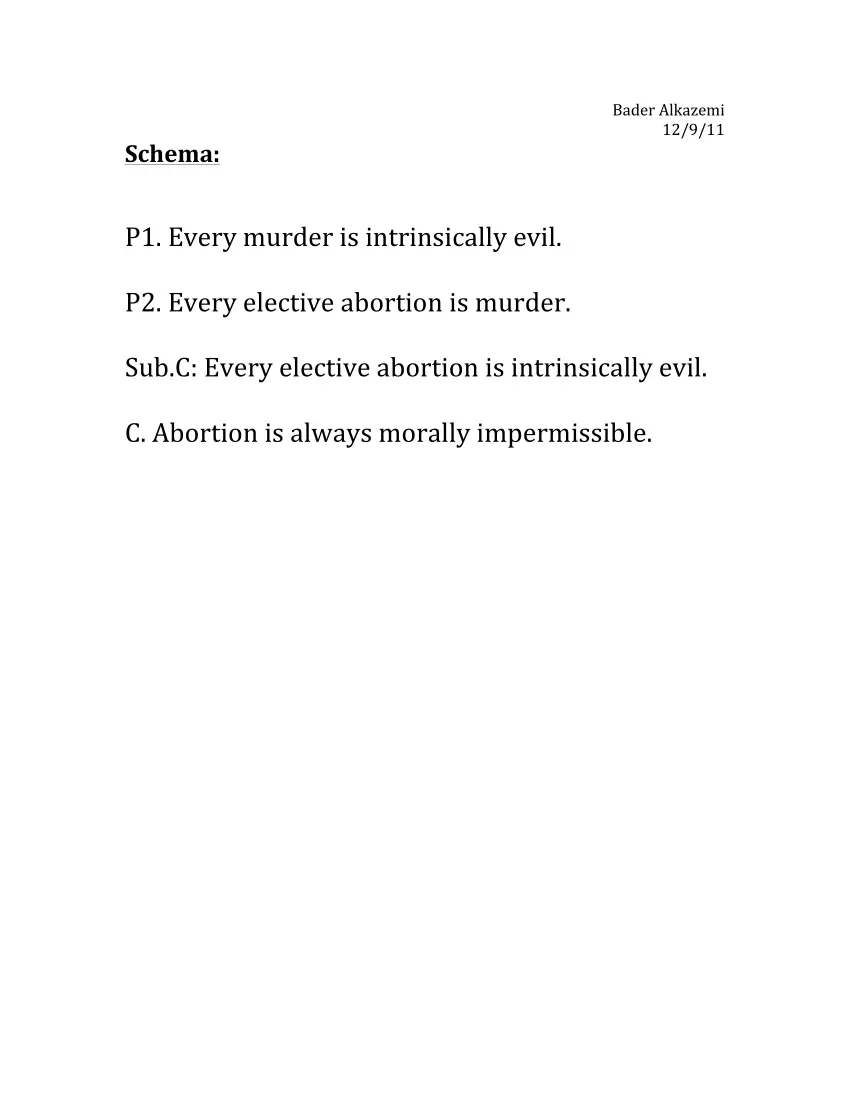 Bader Alkazemi
12/9/11
Schema:
P1. Every murder is intrinsically evil.
P2. Every elective abortion is murder.
Sub.C: Every elective abortion is intrinsically evil.
C. Abortion is always morally impermissible.